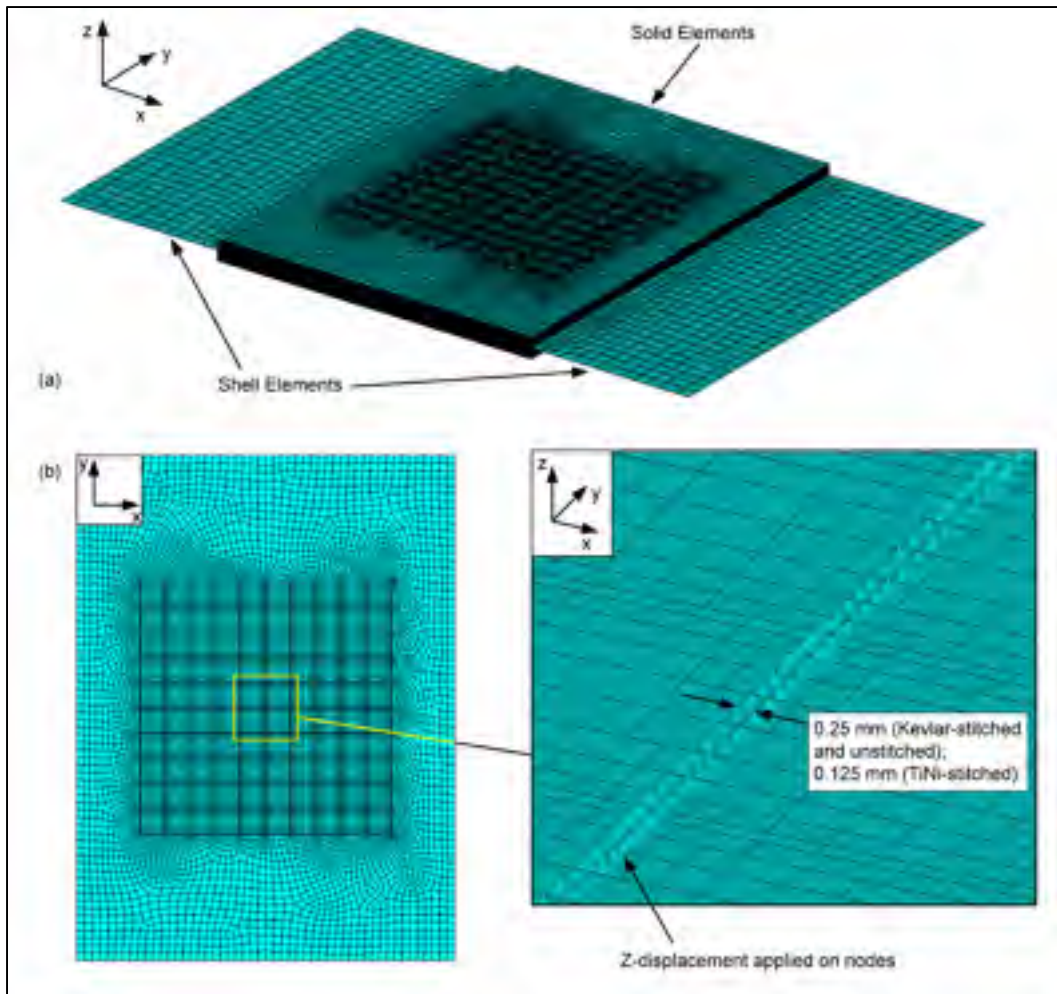 Solid Elements
z
y
x
(a)
Shell Elements
(b)
y
x
z
y
x
0.25 mm (Kevlar-stitched
and unstitched);
0.125 mm (TiNi-stitched)
Z-displacement applied on nodes